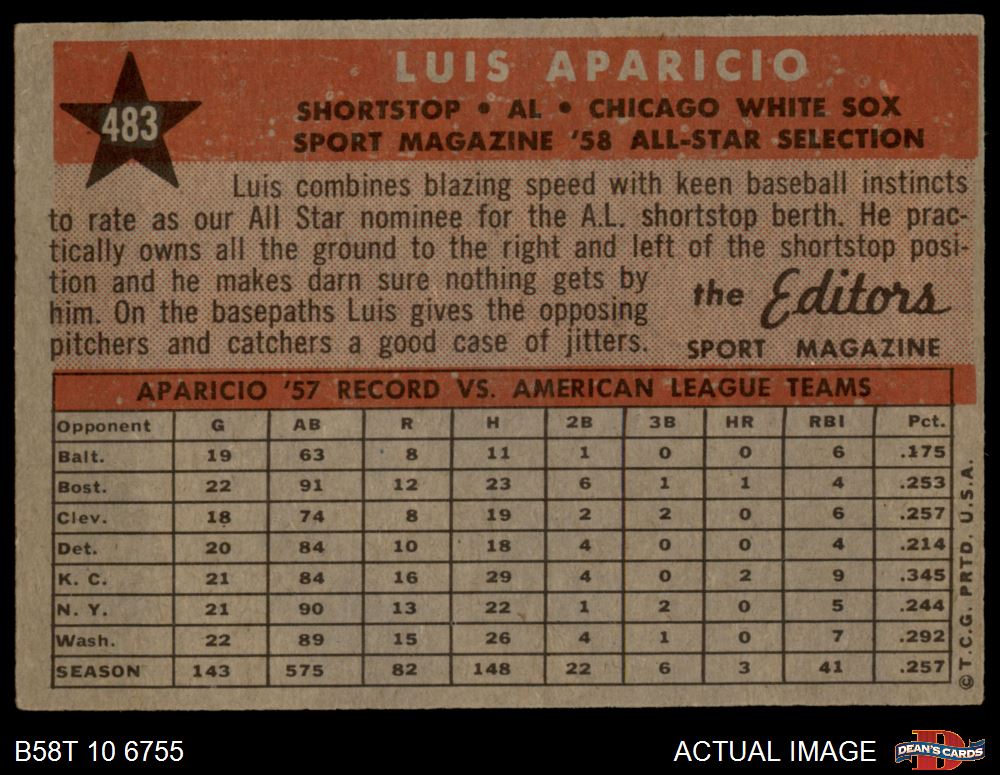 LUIS APARICIO
483
SHORTSTOP • AL • CHICAGO WHITE SOX
SPORT MAGAZINE '58 ALL-STAR SELECTION
Luis combines blazing speed with keen baseball instincts
to rate as our All Star nominee for the A.L. shortstop berth. He prac-
tically owns all the ground to the right and left of the shortstop posi-
tion and he makes darn sure nothing gets by
him. On the basepaths Luis gives the opposing
pitchers and catchers a good case of jitters.
the Editors
SPORT MAGAZINE
APARICIO '57 RECORD VS. AMERICAN LEAGUE TEAMS
Opponent G AB R H 2B 3B HR RBI Pct.
Balt. 19 63 8 11 1 0 0 6 .175
Bost. 22 91 12 23 6 1 1 4 .253
Clev. 18 74 8 19 2 2 0 6 .257
Det. 20 84 10 18 4 0 0 4 .214
K. C. 21 84 16 29 4 0 2 9 .345
N. Y. 21 90 13 22 1 2 0 5 .244
Wash. 22 89 15 26 4 1 0 7 .292
SEASON 143 575 82 148 22 6 3 41 .257
© T.C.G. PRTD. U.S.A.
B58T 10 6755
ACTUAL IMAGE
D
DEAN'S CARDS